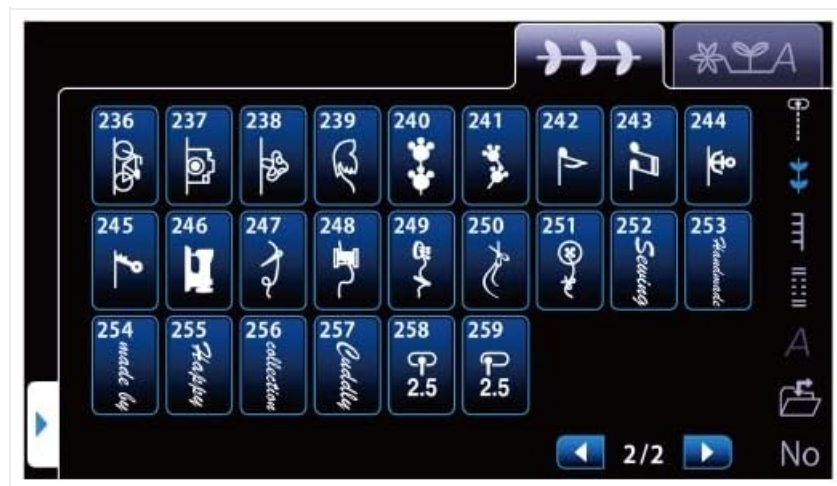 A
236 237 238 239 240 241 242 243 244
245 246 247 248 249 250 251 252 253
Sewing Handmade
254 255 256 257 258 259
made by Happy collection Cuddly 2.5 2.5
A
2/2 No